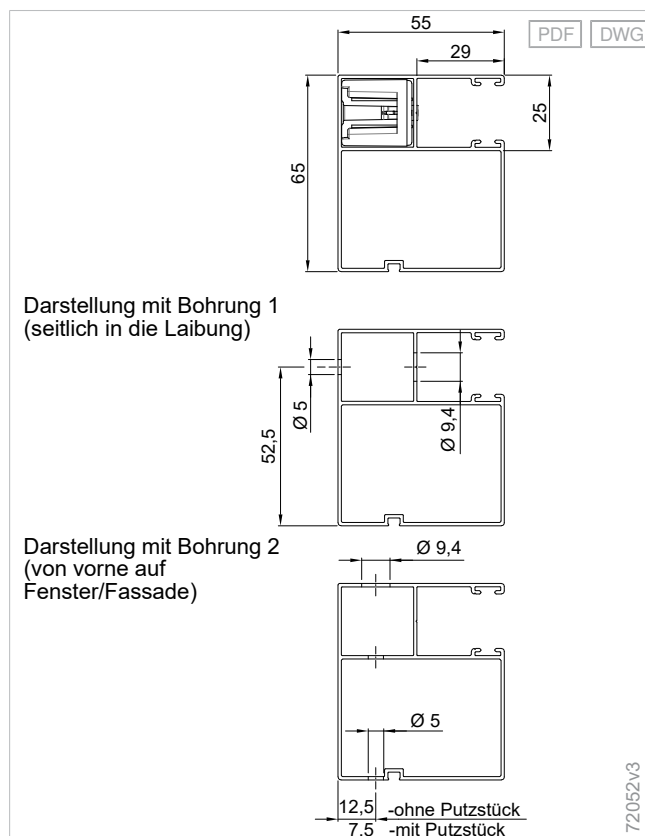 55
PDF DWG
29
25
65
Darstellung mit Bohrung 1
(seitlich in die Laibung)
Ø 5
Ø 9,4
52,5
Darstellung mit Bohrung 2
(von vorne auf
Fenster/Fassade)
Ø 9,4
Ø 5
12,5 -ohne Putzstück
7,5 -mit Putzstück
72052v3